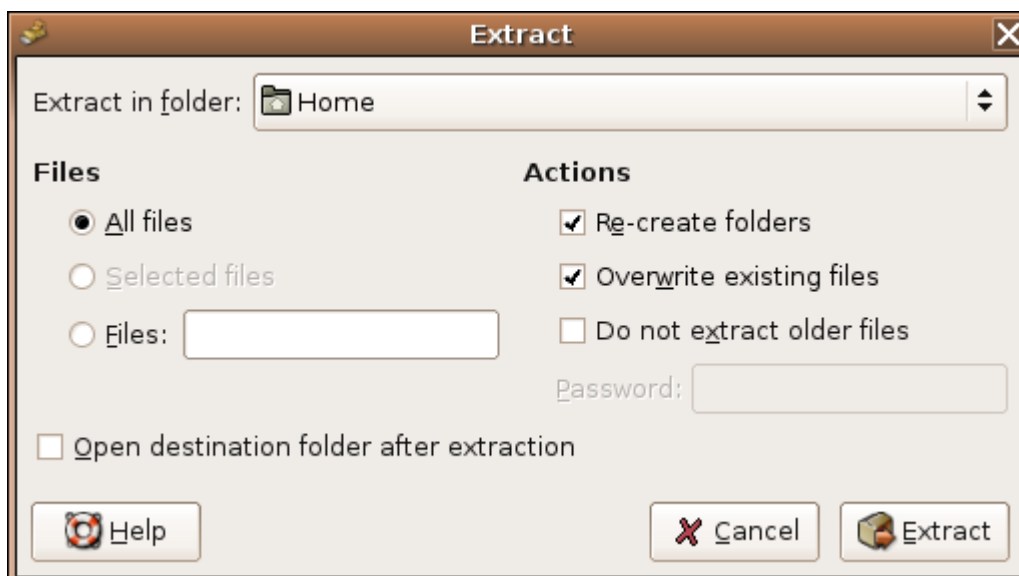 Extract
Extract in folder: Home
Files
All files
Selected files
Files:
Actions
Re-create folders
Overwrite existing files
Do not extract older files
Password:
Open destination folder after extraction
Help
Cancel
Extract